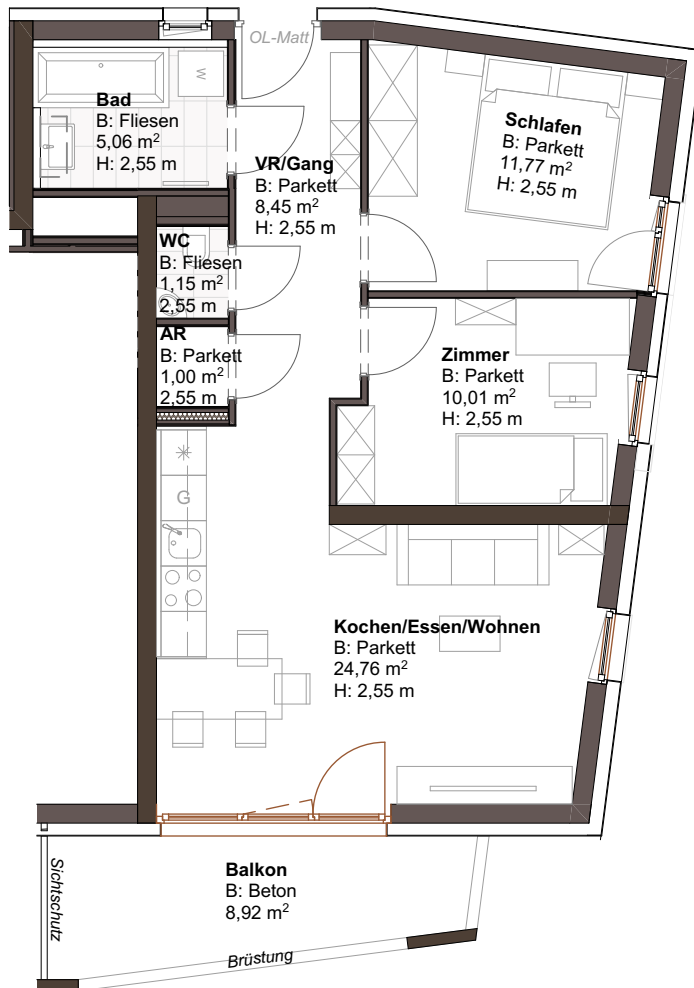 OL-Matt
W
Bad
B: Fliesen
5,06 m²
H: 2,55 m
VR/Gang
B: Parkett
8,45 m²
H: 2,55 m
Schlafen
B: Parkett
11,77 m²
H: 2,55 m
WC
B: Fliesen
1,15 m²
2,55 m
AR
B: Parkett
1,00 m²
2,55 m
Zimmer
B: Parkett
10,01 m²
H: 2,55 m
G
Kochen/Essen/Wohnen
B: Parkett
24,76 m²
H: 2,55 m
Balkon
B: Beton
8,92 m²
Sichtschutz
Brüstung